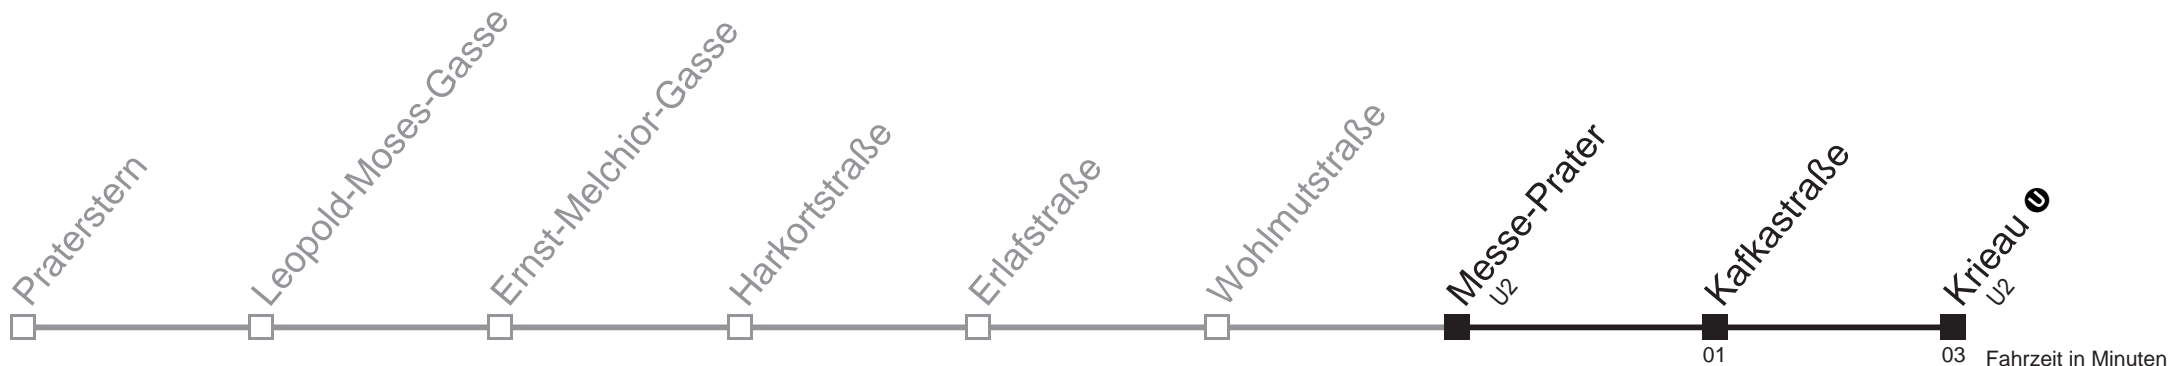 Praterstern
Leopold-Moses-Gasse
Ernst-Melchior-Gasse
Harkortstraße
Erlafstraße
Wohlmutstraße
Messe-Prater
U2
Kafkastraße
Krieau U
U2
01
03
Fahrzeit in Minuten